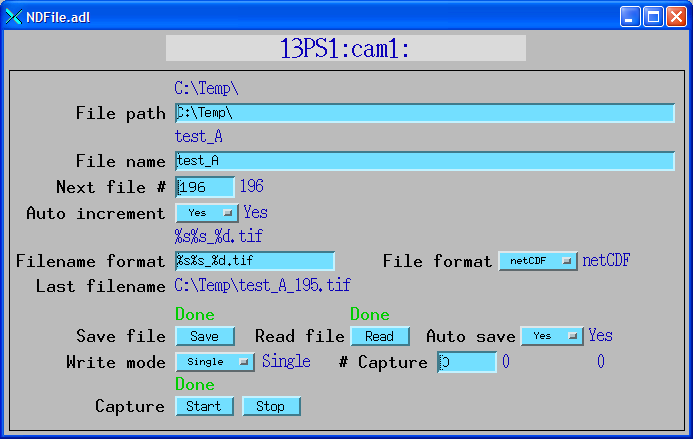 NDFile.adl
13PS1:cam1:
C:\Temp\
File path C:\Temp\
test_A
File name test_A
Next file # 196 196
Auto increment Yes Yes
%s%s_%d.tif
Filename format %s%s_%d.tif File format netCDF netCDF
Last filename C:\Temp\test_A_195.tif
Done Done
Save file Save Read file Read Auto save Yes Yes
Write mode Single Single # Capture 0 0 0
Done
Capture Start Stop